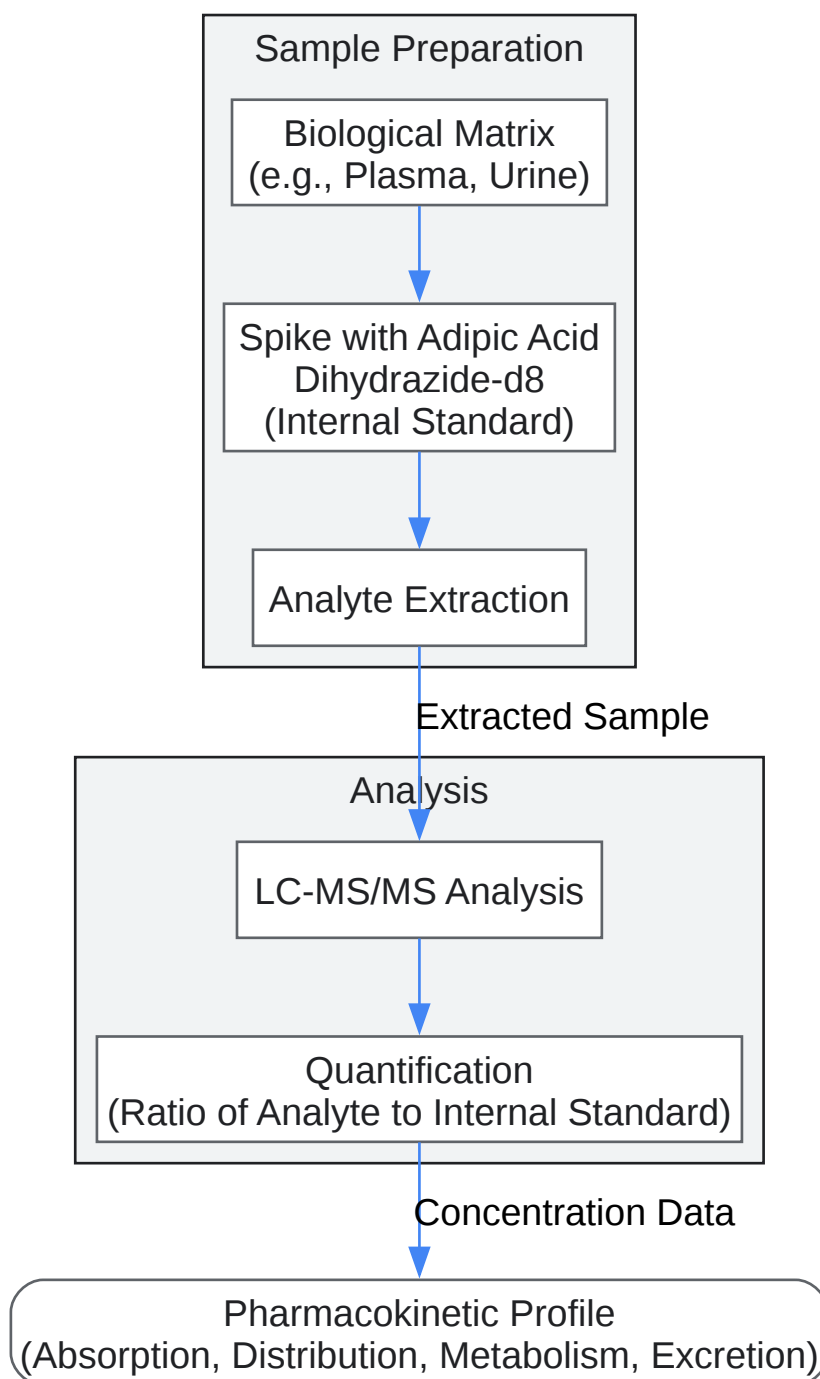 Sample Preparation
Biological Matrix
(e.g., Plasma, Urine)
Spike with Adipic Acid
Dihydrazide-d8
(Internal Standard)
Analyte Extraction
Extracted Sample
Analysis
LC-MS/MS Analysis
Quantification
(Ratio of Analyte to Internal Standard)
Concentration Data
Pharmacokinetic Profile
(Absorption, Distribution, Metabolism, Excretion)